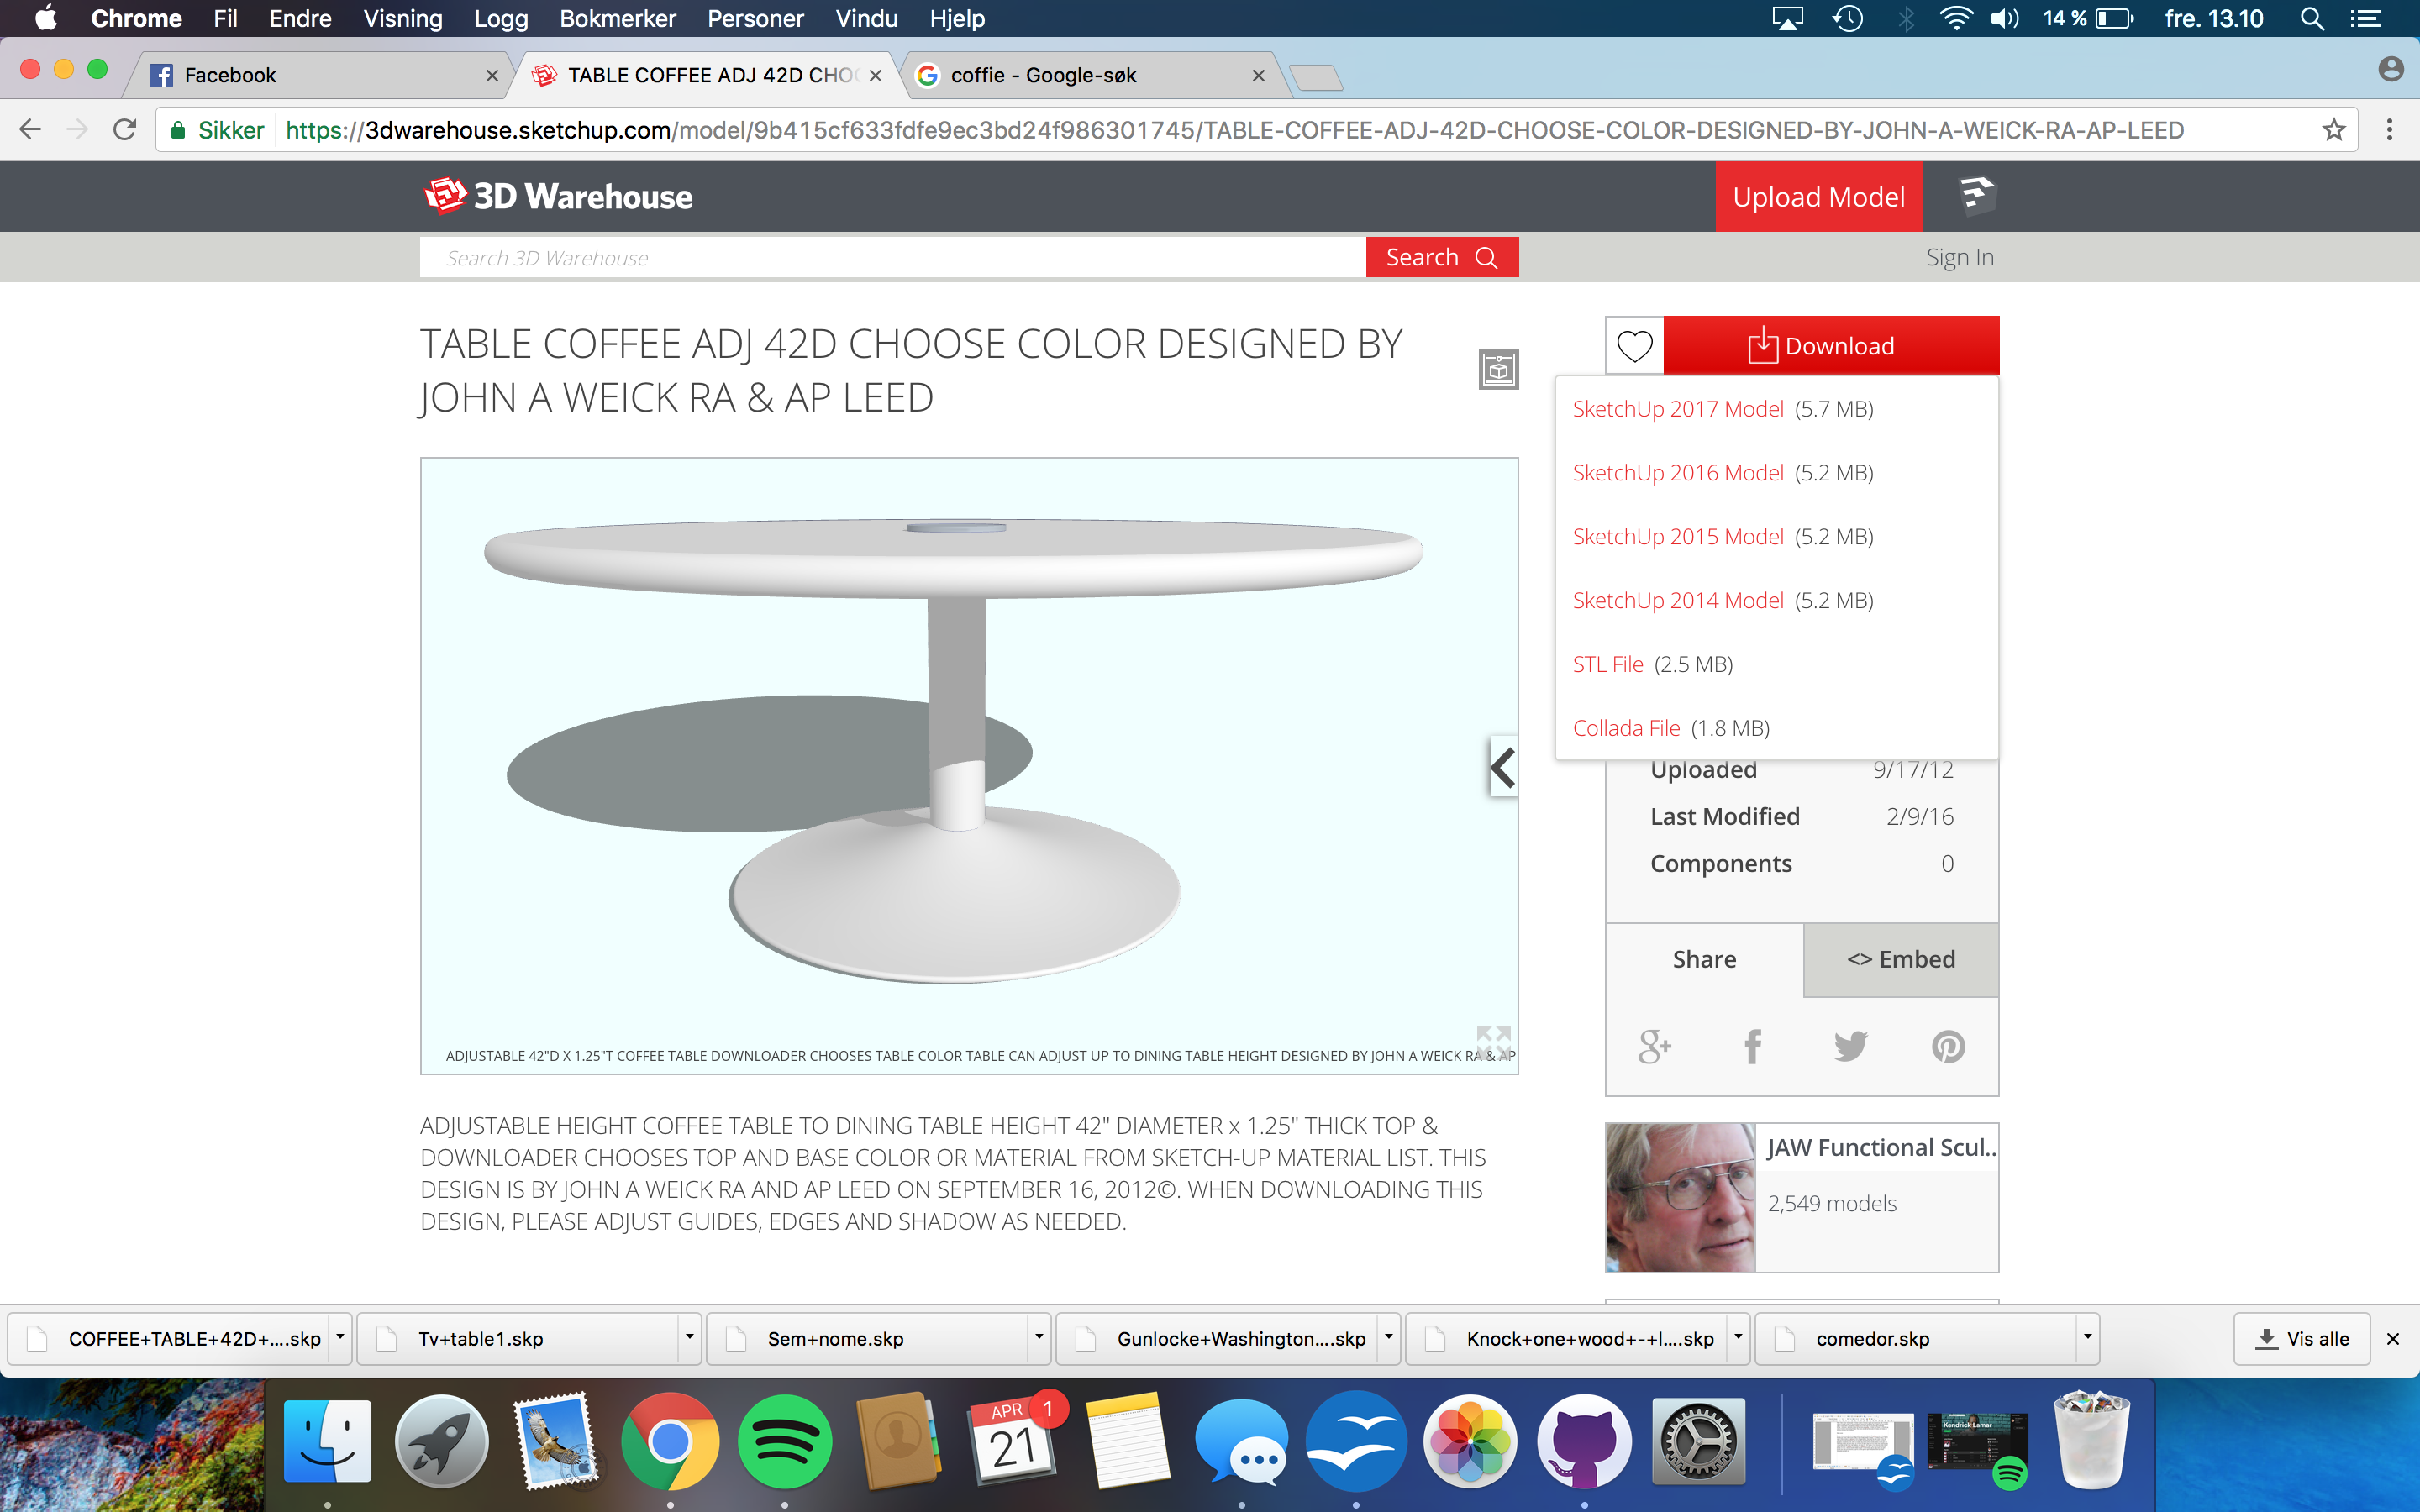 Chrome Fil Endre Visning Logg Bokmerker Personer Vindu Hjelp 14 % fre. 13.10
Facebook TABLE COFFEE ADJ 42D CHO coffie - Google-søk
Sikker https://3dwarehouse.sketchup.com/model/9b415cf633fdfe9ec3bd24f986301745/TABLE-COFFEE-ADJ-42D-CHOOSE-COLOR-DESIGNED-BY-JOHN-A-WEICK-RA-AP-LEED
3D Warehouse Upload Model
Search 3D Warehouse Search Sign In
TABLE COFFEE ADJ 42D CHOOSE COLOR DESIGNED BY
JOHN A WEICK RA & AP LEED
Download
SketchUp 2017 Model (5.7 MB)
SketchUp 2016 Model (5.2 MB)
SketchUp 2015 Model (5.2 MB)
SketchUp 2014 Model (5.2 MB)
STL File (2.5 MB)
Collada File (1.8 MB)
Uploaded 9/17/12
Last Modified 2/9/16
Components 0
Share <> Embed
g+ f
ADJUSTABLE 42"D X 1.25"T COFFEE TABLE DOWNLOADER CHOOSES TABLE COLOR TABLE CAN ADJUST UP TO DINING TABLE HEIGHT DESIGNED BY JOHN A WEICK RA & AP
ADJUSTABLE HEIGHT COFFEE TABLE TO DINING TABLE HEIGHT 42" DIAMETER x 1.25" THICK TOP &
DOWNLOADER CHOOSES TOP AND BASE COLOR OR MATERIAL FROM SKETCH-UP MATERIAL LIST. THIS
DESIGN IS BY JOHN A WEICK RA AND AP LEED ON SEPTEMBER 16, 2012©. WHEN DOWNLOADING THIS
DESIGN, PLEASE ADJUST GUIDES, EDGES AND SHADOW AS NEEDED.
JAW Functional Scul..
2,549 models
COFFEE+TABLE+42D+....skp Tv+table1.skp Sem+nome.skp Gunlocke+Washington....skp Knock+one+wood+-+l....skp comedor.skp Vis alle
APR 1
21
Kendrick Lamar